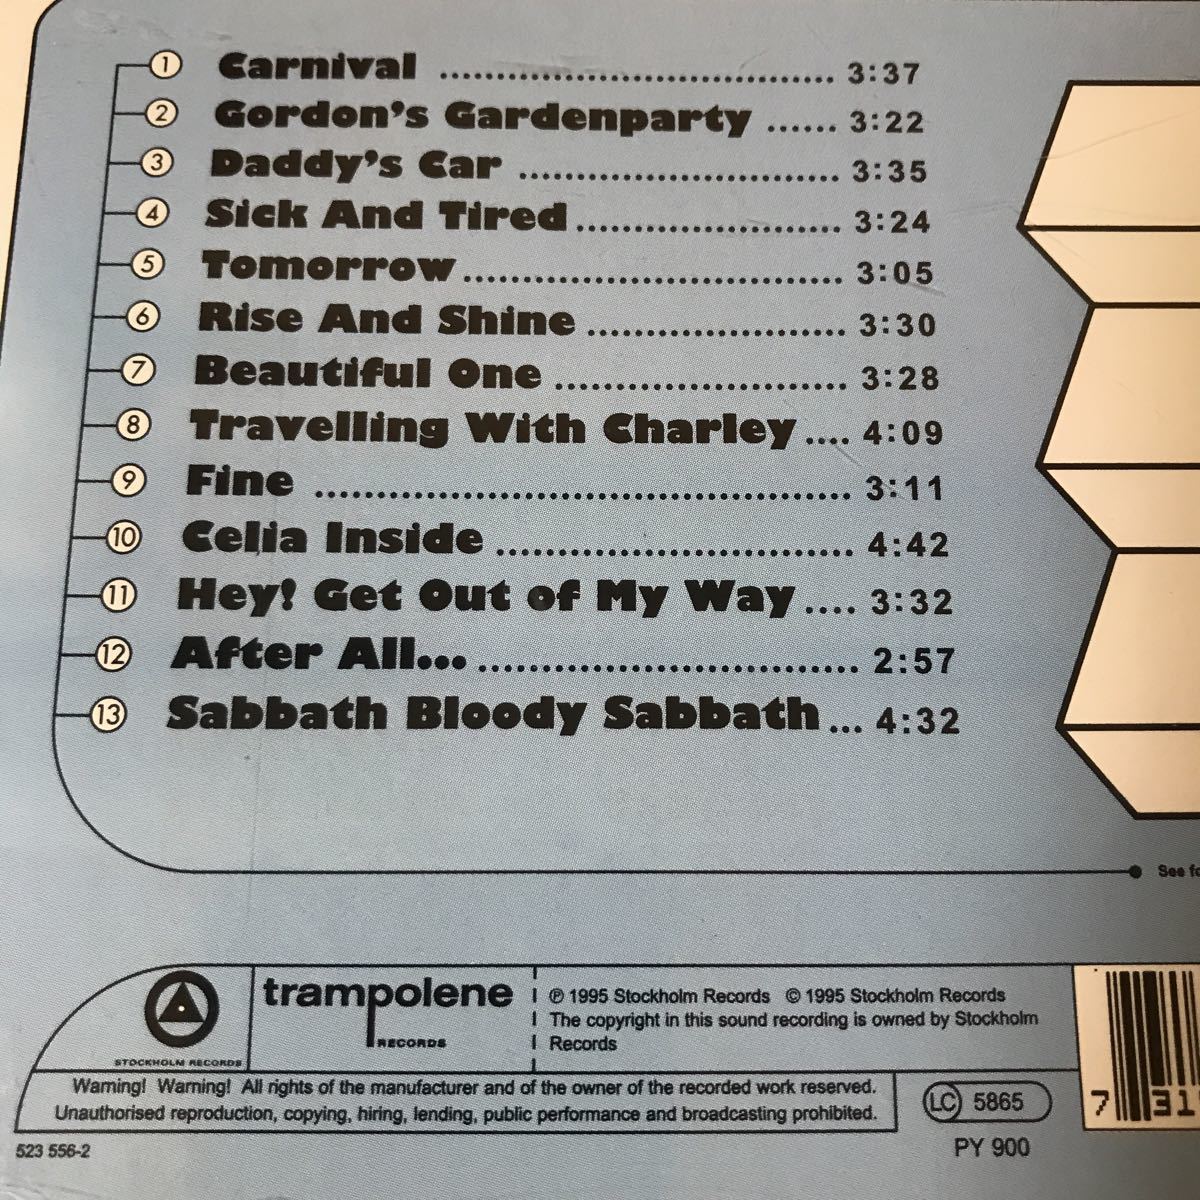 1 Carnival ................................... 3:37
2 Gordon's Gardenparty ...... 3:22
3 Daddy's Car ............................. 3:35
4 Sick And Tired ........................ 3:24
5 Tomorrow .................................. 3:05
6 Rise And Shine ....................... 3:30
7 Beautiful One .......................... 3:28
8 Travelling With Charley .... 4:09
9 Fine ............................................ 3:11
10 Celia Inside ............................... 4:42
11 Hey! Get Out of My Way .... 3:32
12 After All... ................................ 2:57
13 Sabbath Bloody Sabbath ... 4:32
See
STOCKHOLM RECORDS
trampolene
RECORDS
℗ 1995 Stockholm Records © 1995 Stockholm Records
The copyright in this sound recording is owned by Stockholm
Records
Warning! Warning! All rights of the manufacturer and of the owner of the recorded work reserved.
Unauthorised reproduction, copying, hiring, lending, public performance and broadcasting prohibited.
LC 5865
7 31
523 556-2
PY 900